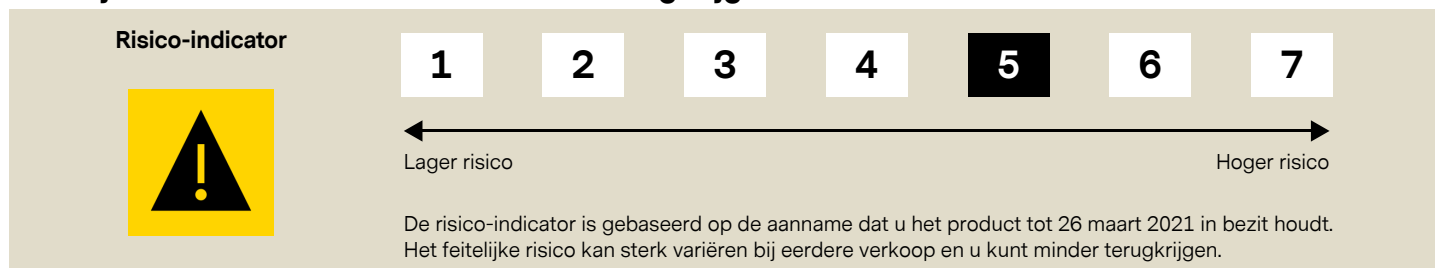 Risico-indicator
1 2 3 4 5 6 7
Lager risico Hoger risico
De risico-indicator is gebaseerd op de aanname dat u het product tot 26 maart 2021 in bezit houdt.
Het feitelijke risico kan sterk variëren bij eerdere verkoop en u kunt minder terugkrijgen.